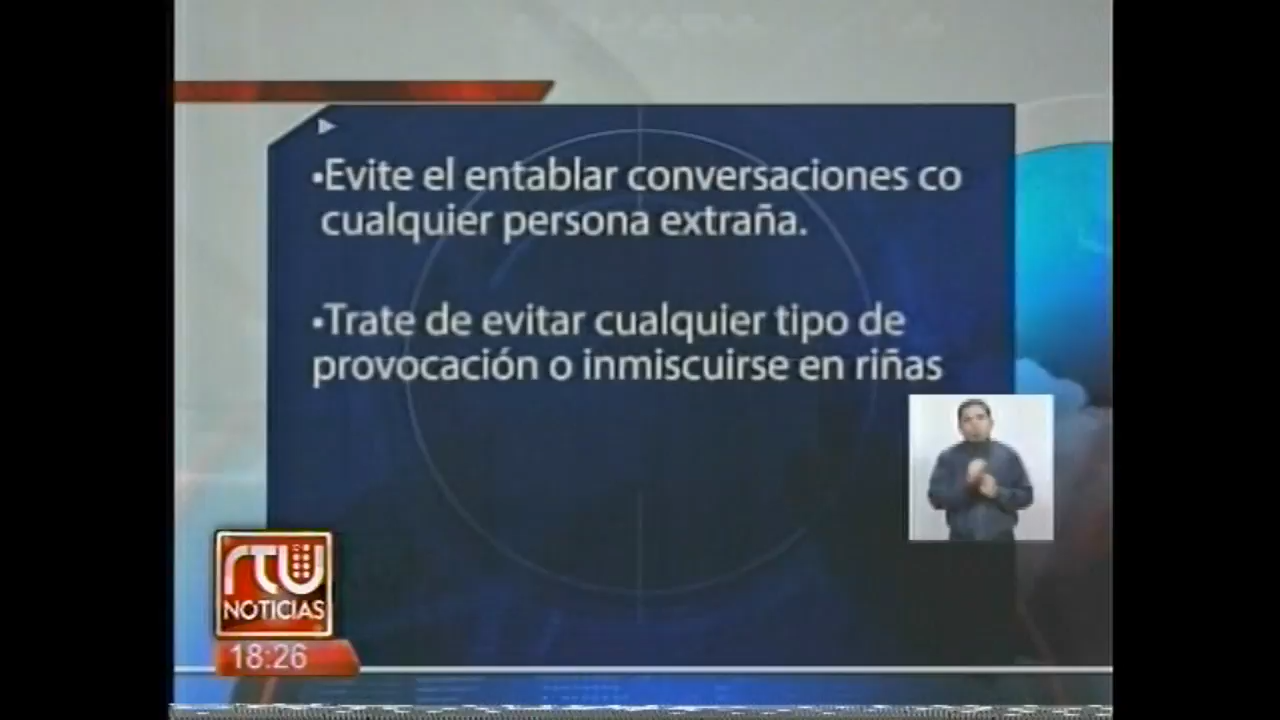 •Evite el entablar conversaciones co
cualquier persona extraña.
•Trate de evitar cualquier tipo de
provocación o inmiscuirse en riñas
rtu
NOTICIAS
18:26